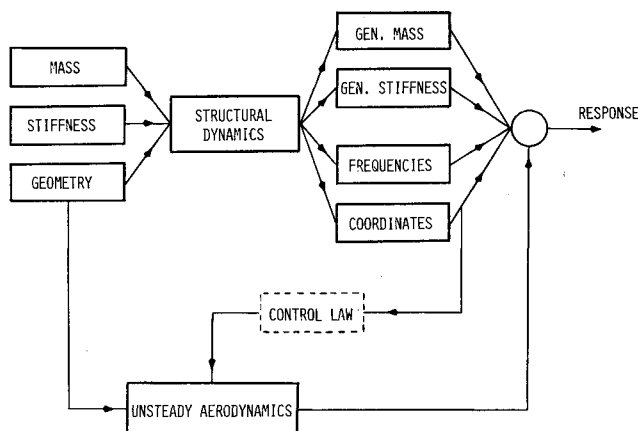 GEN. MASS
MASS
GEN. STIFFNESS
STRUCTURAL
DYNAMICS
RESPONSE
STIFFNESS
FREQUENCIES
GEOMETRY
COORDINATES
CONTROL LAW
UNSTEADY AERODYNAMICS